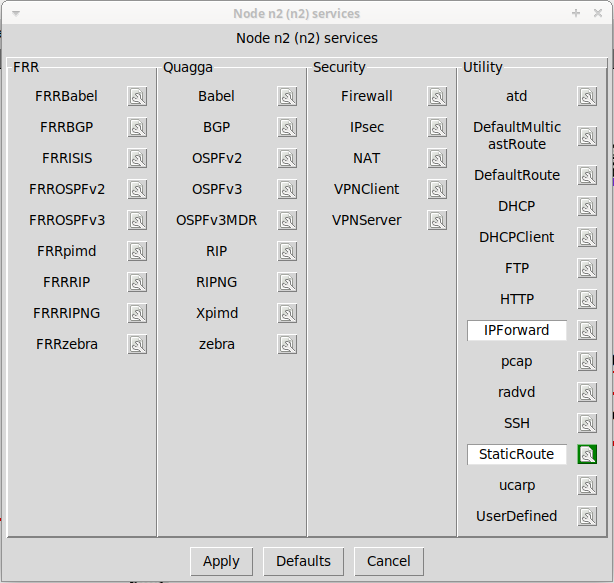 Node n2 (n2) services
Node n2 (n2) services
FRR
FRRBabel
FRRBGP
FRRISIS
FRROSPFv2
FRROSPFv3
FRRpimd
FRRRIP
FRRRIPNG
FRRzebra
Quagga
Babel
BGP
OSPFv2
OSPFv3
OSPFv3MDR
RIP
RIPNG
Xpimd
zebra
Security
Firewall
IPsec
NAT
VPNClient
VPNServer
Utility
atd
DefaultMultic
astRoute
DefaultRoute
DHCP
DHCPClient
FTP
HTTP
IPForward
pcap
radvd
SSH
StaticRoute
ucarp
UserDefined
Apply
Defaults
Cancel